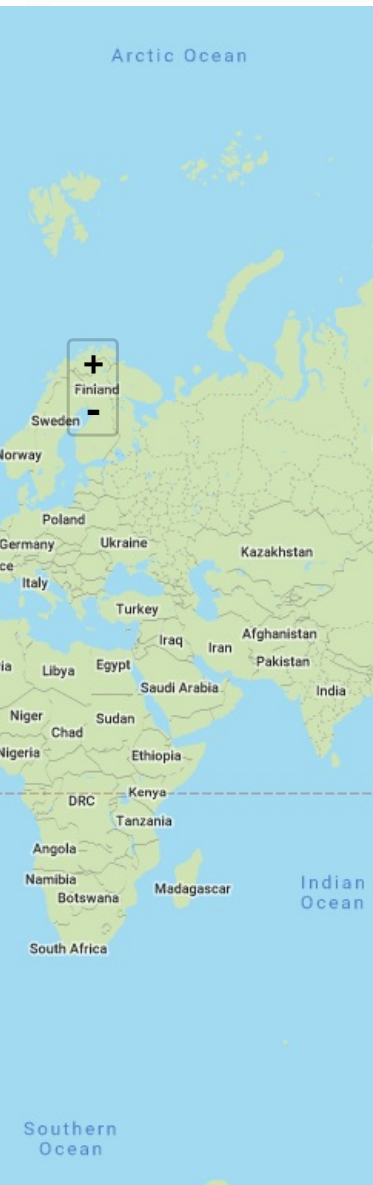 Arctic Ocean
+
Finland
-
Sweden
Norway
Poland
Germany
Ukraine
Kazakhstan
ce
Italy
Turkey
Iraq
Iran
Afghanistan
Pakistan
ia
Libya
Egypt
Saudi Arabia
India
Niger
Chad
Sudan
Nigeria
Ethiopia
DRC
Kenya
Tanzania
Angola
Namibia
Botswana
Madagascar
Indian
Ocean
South Africa
Southern
Ocean